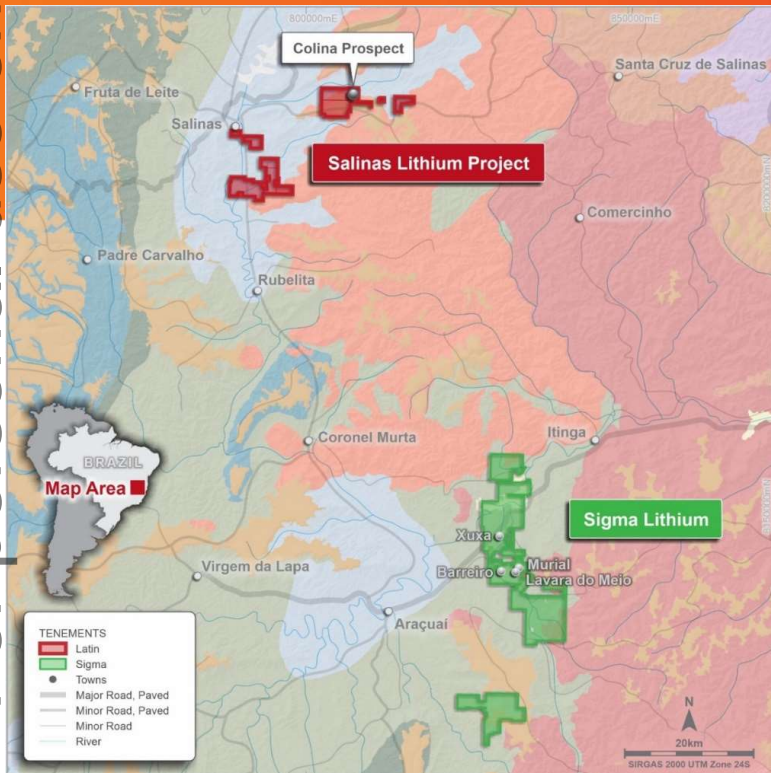 800000mE
850000mE
Colina Prospect
Santa Cruz de Salinas
Fruta de Leite
Salinas
Salinas Lithium Project
Comercinho
Padre Carvalho
Rubelita
BRAZIL
Map Area
Coronel Murta
Itinga
Sigma Lithium
Xuxa
Murial
Barreiro
Lavara do Meio
Virgem da Lapa
Araçuaí
TENEMENTS
Latin
Sigma
Towns
Major Road, Paved
Minor Road, Paved
Minor Road
River
N
20km
SIRGAS 2000 UTM Zone 24S